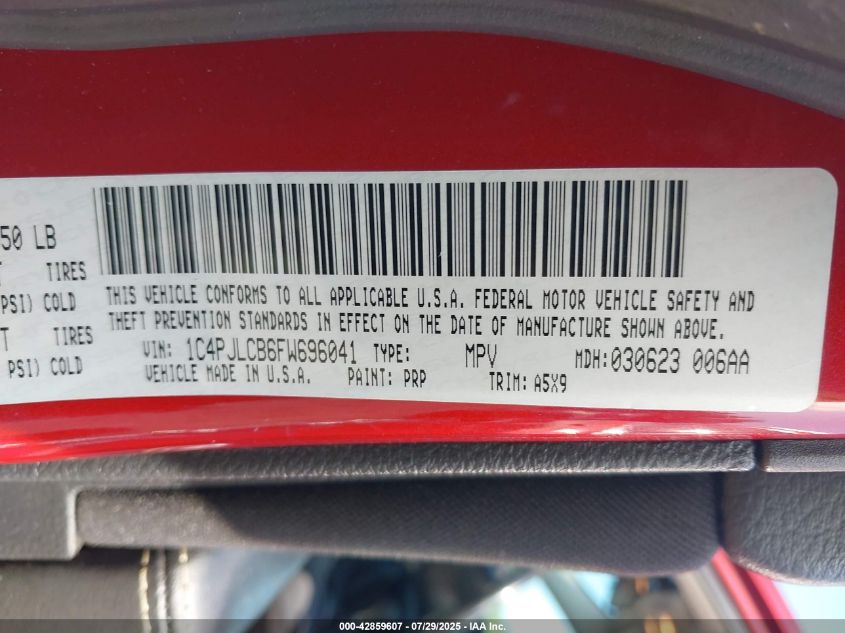 50 LB
T TIRES
PSI) COLD
T TIRES
PSI) COLD
THIS VEHICLE CONFORMS TO ALL APPLICABLE U.S.A. FEDERAL MOTOR VEHICLE SAFETY AND
THEFT PREVENTION STANDARDS IN EFFECT ON THE DATE OF MANUFACTURE SHOWN ABOVE.
VIN: 1C4PJLCB6FW696041 TYPE: MPV MDH:030623 006AA
VEHICLE MADE IN U.S.A. PAINT: PRP TRIM: A5X9
000-42859607 - 07/29/2025 - IAAI.com